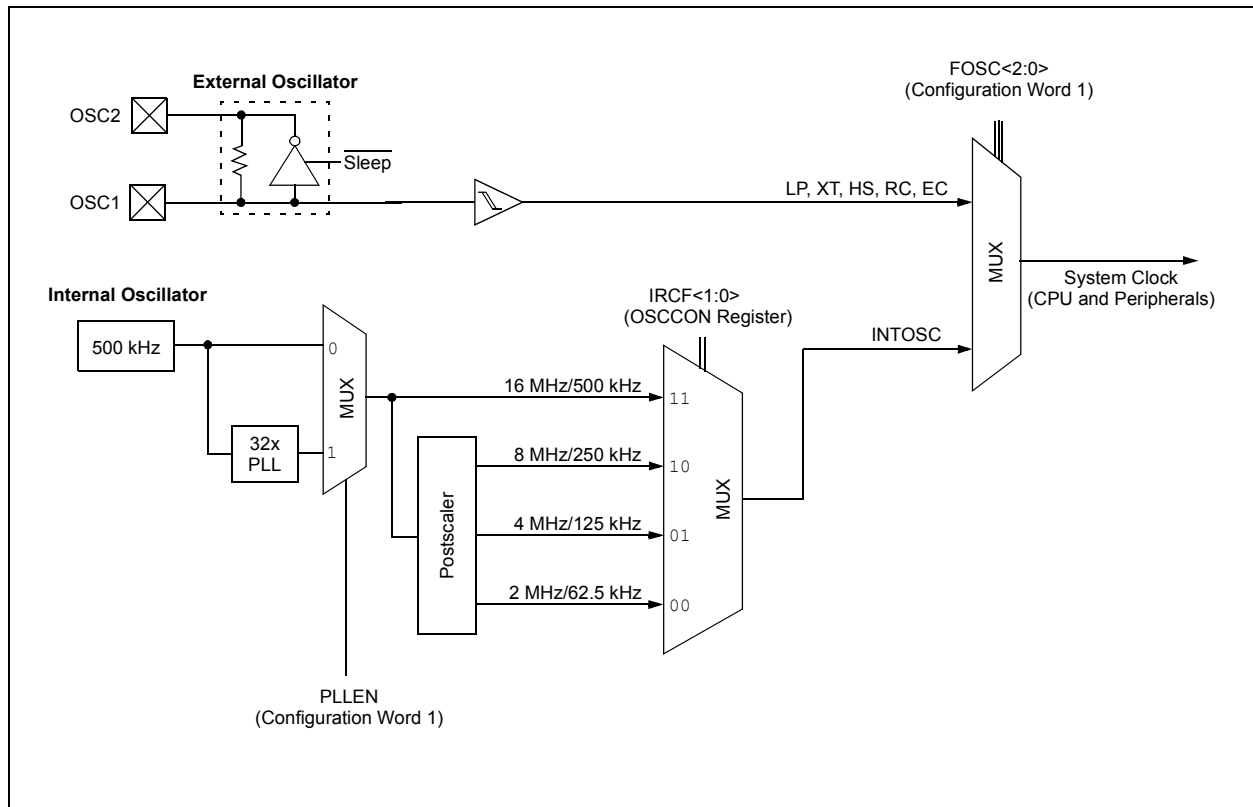 External Oscillator
OSC2
Sleep
OSC1
FOSC<2:0>
(Configuration Word 1)
LP, XT, HS, RC, EC
MUX
System Clock
(CPU and Peripherals)
INTOSC
Internal Oscillator
500 kHz
32x
PLL
0
1
MUX
PLLEN
(Configuration Word 1)
IRCF<1:0>
(OSCCON Register)
16 MHz/500 kHz
8 MHz/250 kHz
4 MHz/125 kHz
2 MHz/62.5 kHz
Postscaler
11
10
01
00
MUX